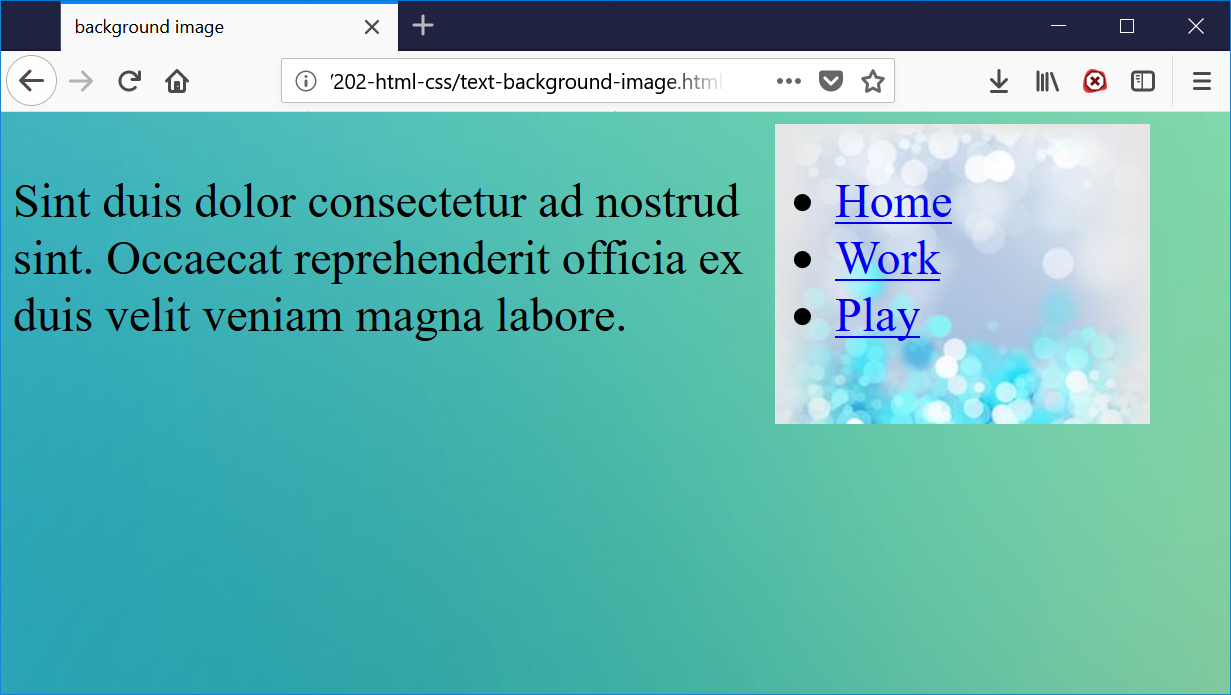 background image
/202-html-css/text-background-image.html
Sint duis dolor consectetur ad nostrud
sint. Occaecat reprehenderit officia ex
duis velit veniam magna labore.
Home
Work
Play